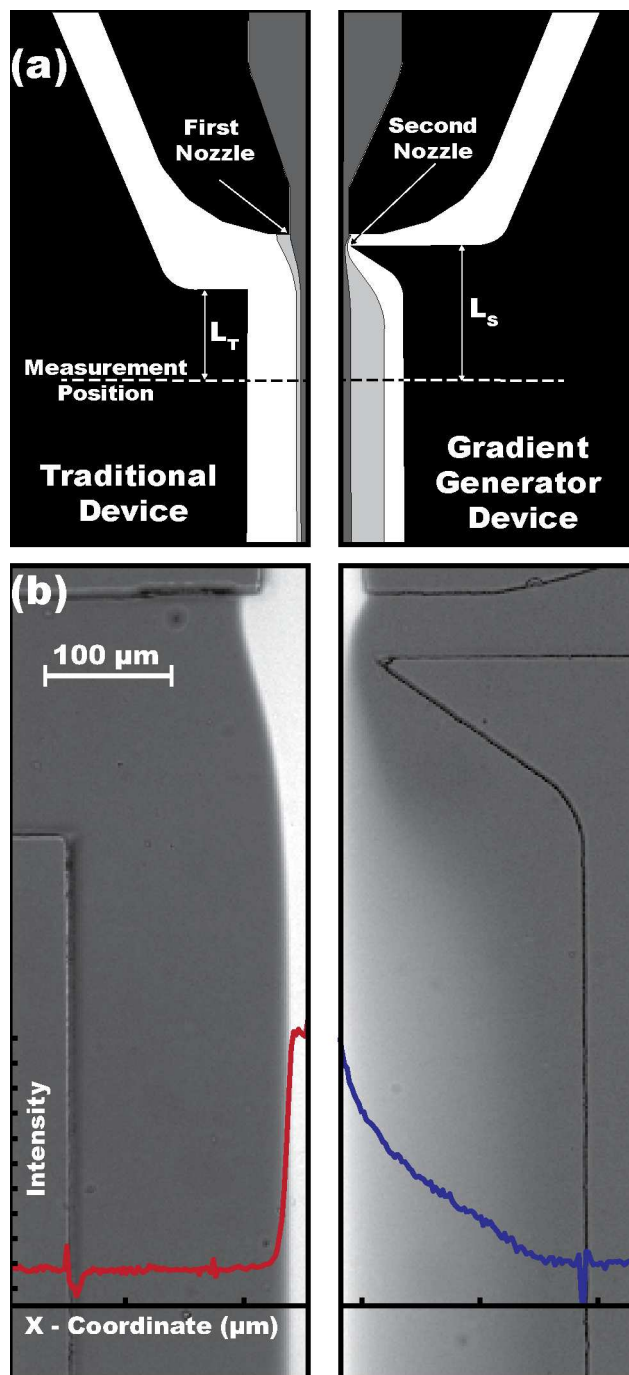 (a)
First
Nozzle
Second
Nozzle
L_T
L_S
Measurement
Position
Traditional
Device
Gradient
Generator
Device
(b)
100 µm
Intensity
X - Coordinate (µm)